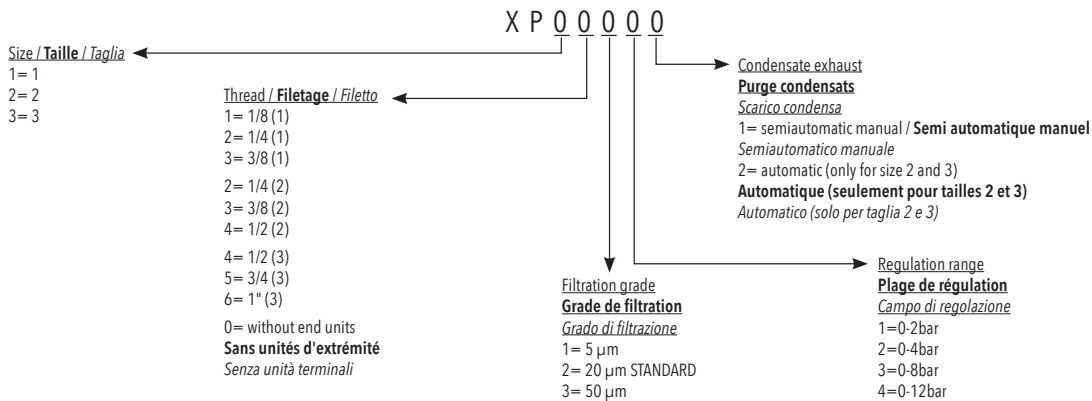 X P 0 0 0 0 0
Size / Taille / Taglia
1= 1
2= 2
3= 3
Thread / Filetage / Filetto
1= 1/8 (1)
2= 1/4 (1)
3= 3/8 (1)
2= 1/4 (2)
3= 3/8 (2)
4= 1/2 (2)
4= 1/2 (3)
5= 3/4 (3)
6= 1" (3)
0= without end units
Sans unités d'extrémité
Senza unità terminali
Filtration grade
Grade de filtration
Grado di filtrazione
1= 5 µm
2= 20 µm STANDARD
3= 50 µm
Regulation range
Plage de régulation
Campo di regolazione
1=0-2bar
2=0-4bar
3=0-8bar
4=0-12bar
Condensate exhaust
Purge condensats
Scarico condensa
1= semiautomatic manual / Semi automatique manuel
Semiautomatico manuale
2= automatic (only for size 2 and 3)
Automatique (seulement pour tailles 2 et 3)
Automatico (solo per taglia 2 e 3)